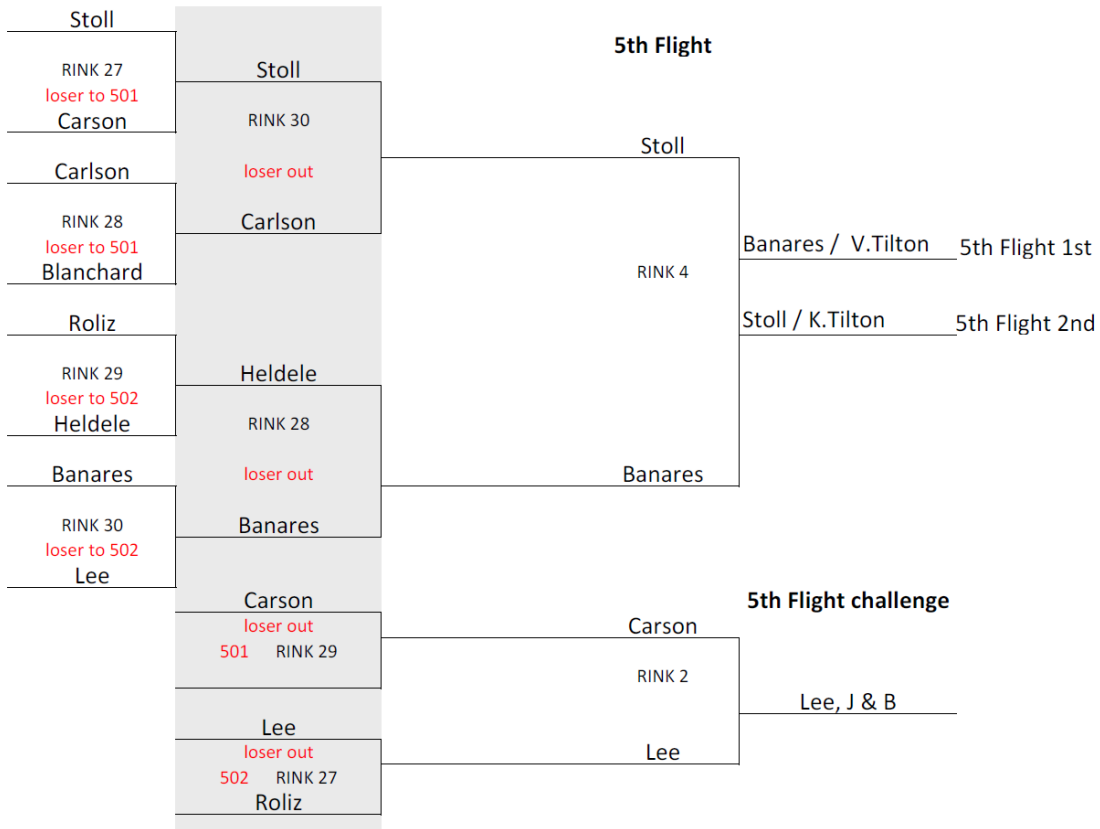 Stoll
RINK 27
loser to 501
Carson
Carlson
RINK 28
loser to 501
Blanchard
Roliz
RINK 29
loser to 502
Heldele
Banares
RINK 30
loser to 502
Lee
Stoll
RINK 30
loser out
Carlson
Heldele
RINK 28
loser out
Banares
Carson
loser out
501 RINK 29
Lee
loser out
502 RINK 27
Roliz
5th Flight
Stoll
RINK 4
Banares
Banares / V.Tilton 5th Flight 1st
Stoll / K.Tilton 5th Flight 2nd
5th Flight challenge
Carson
RINK 2
Lee
Lee, J & B